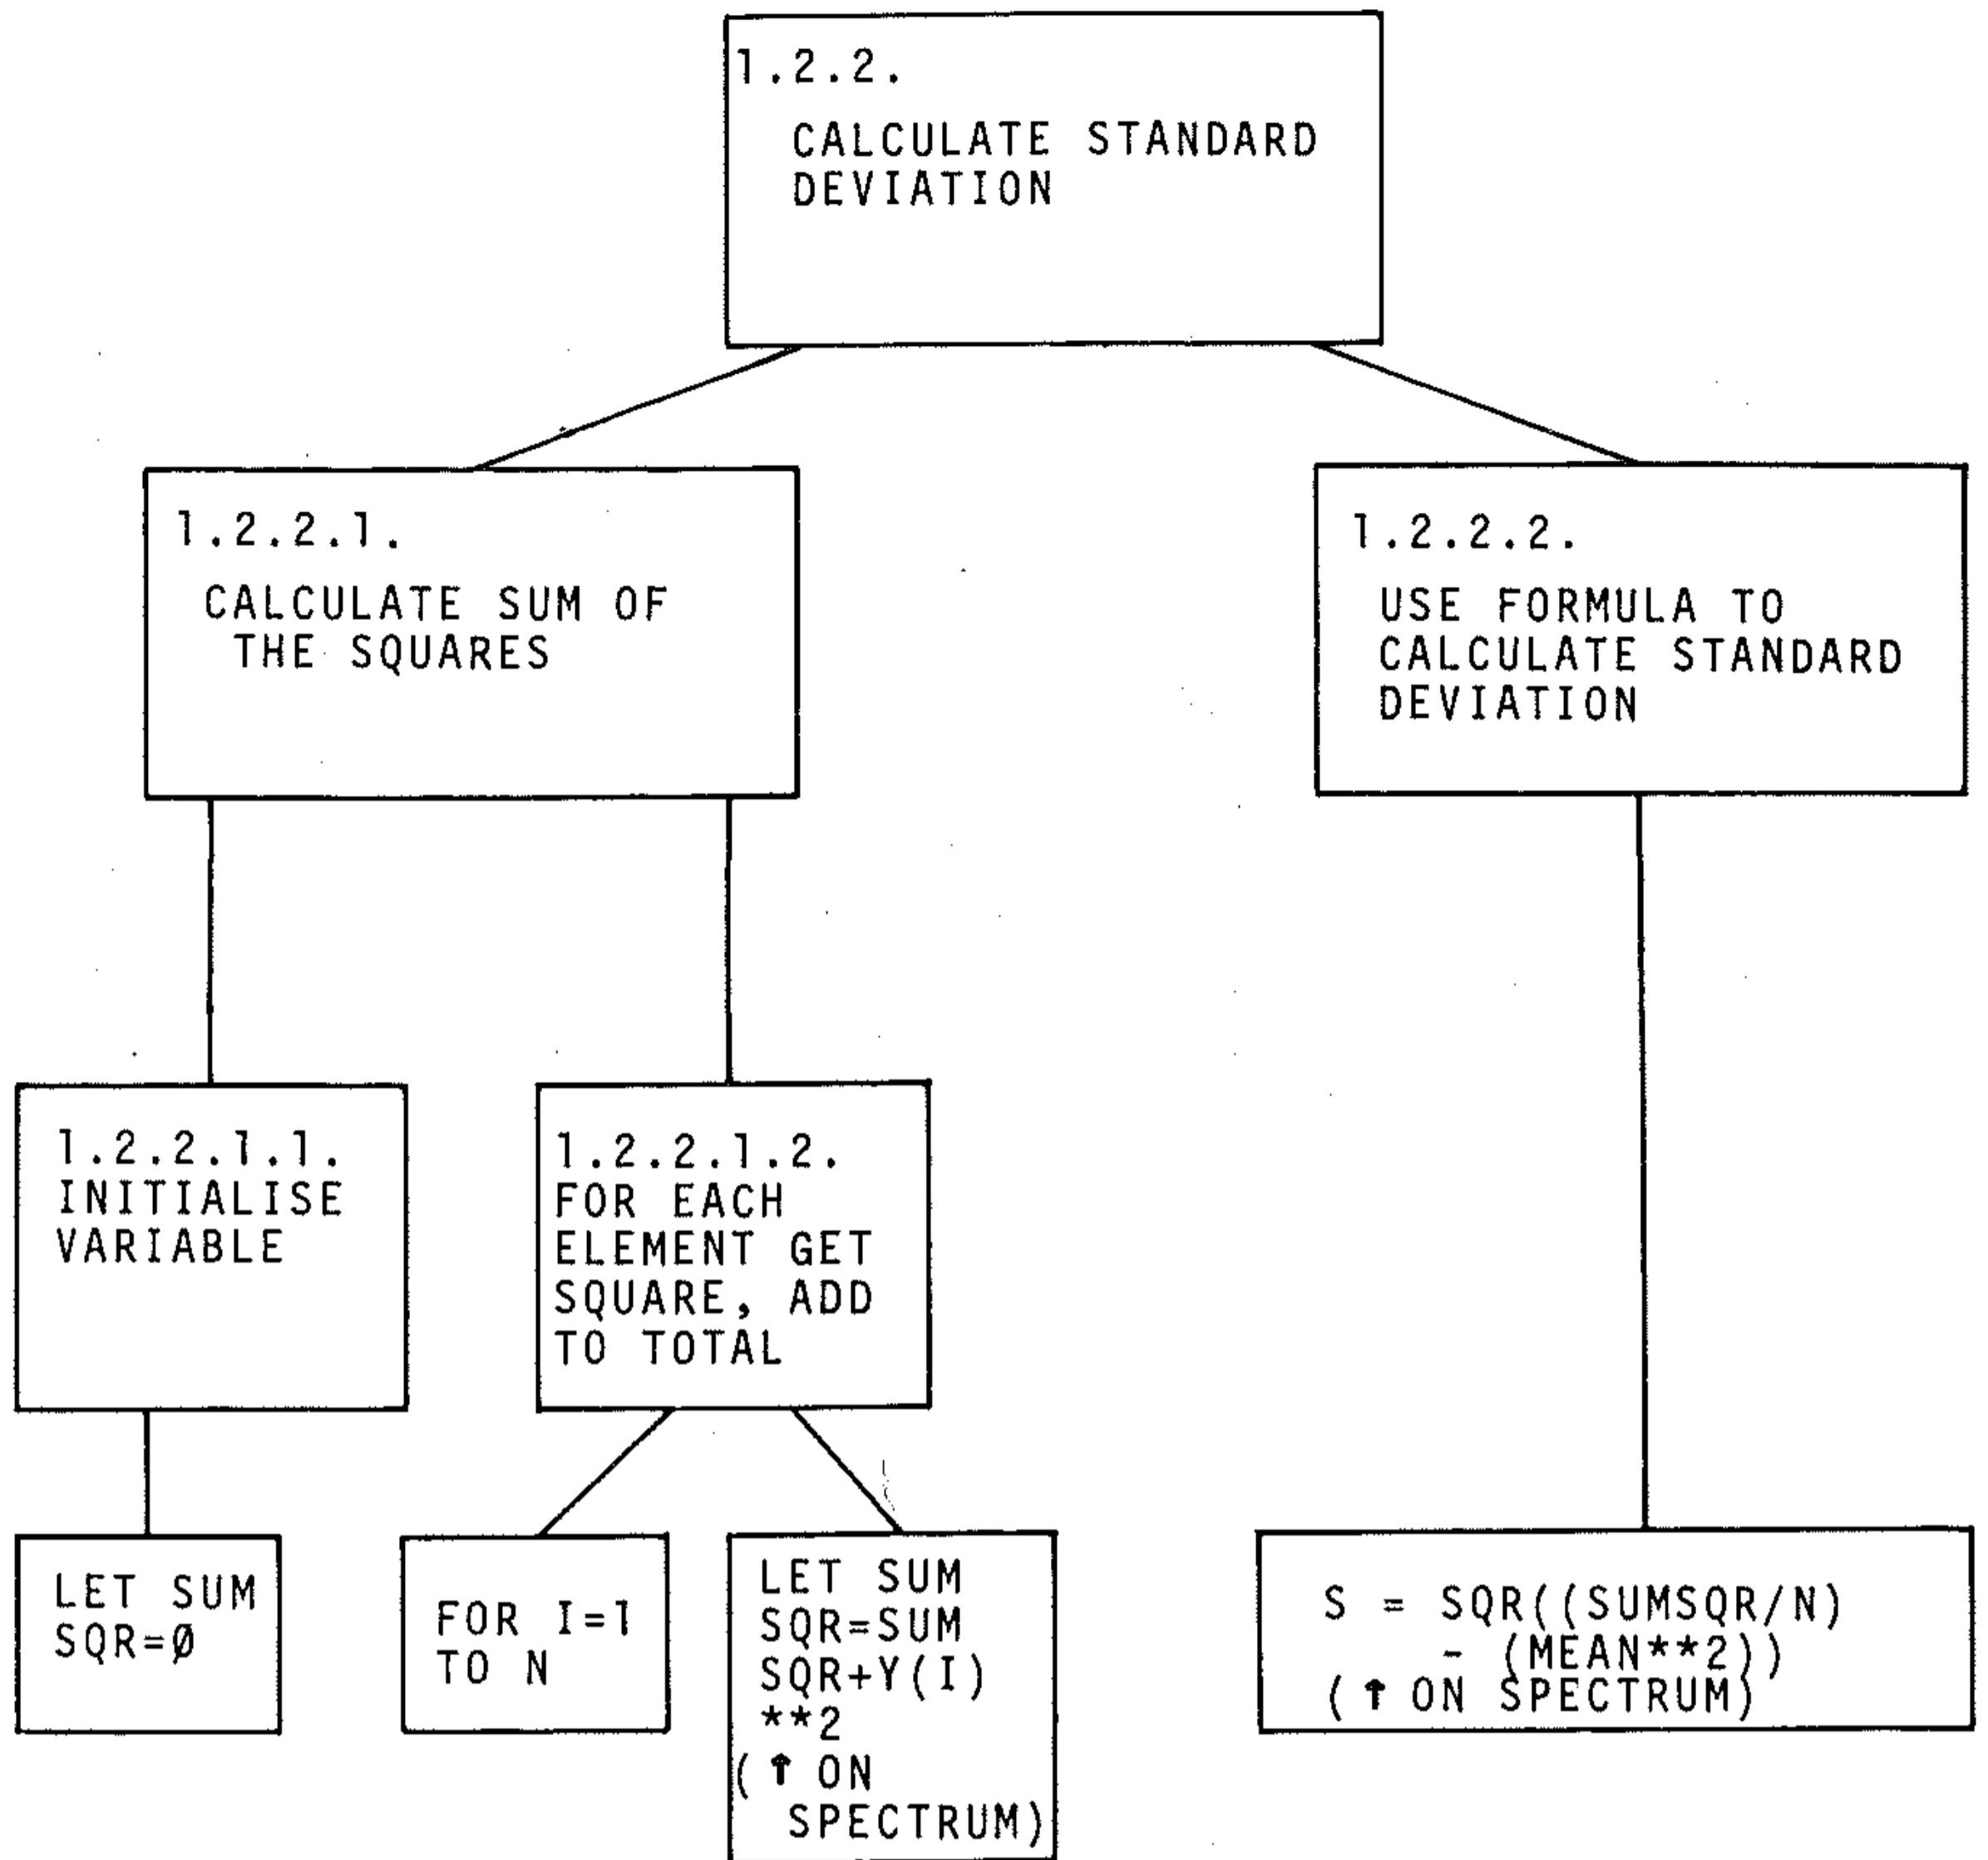 1.2.2.
CALCULATE STANDARD
DEVIATION
1.2.2.1.
CALCULATE SUM OF
THE SQUARES
1.2.2.2.
USE FORMULA TO
CALCULATE STANDARD
DEVIATION
1.2.2.1.1.
INITIALISE
VARIABLE
1.2.2.1.2.
FOR EACH
ELEMENT GET
SQUARE, ADD
TO TOTAL
LET SUM
SQR=Ø
FOR I=1
TO N
LET SUM
SQR=SUM
SQR+Y(I)
**2
(↑ ON
SPECTRUM)
S = SQR((SUMSQR/N)
- (MEAN**2))
(↑ ON SPECTRUM)